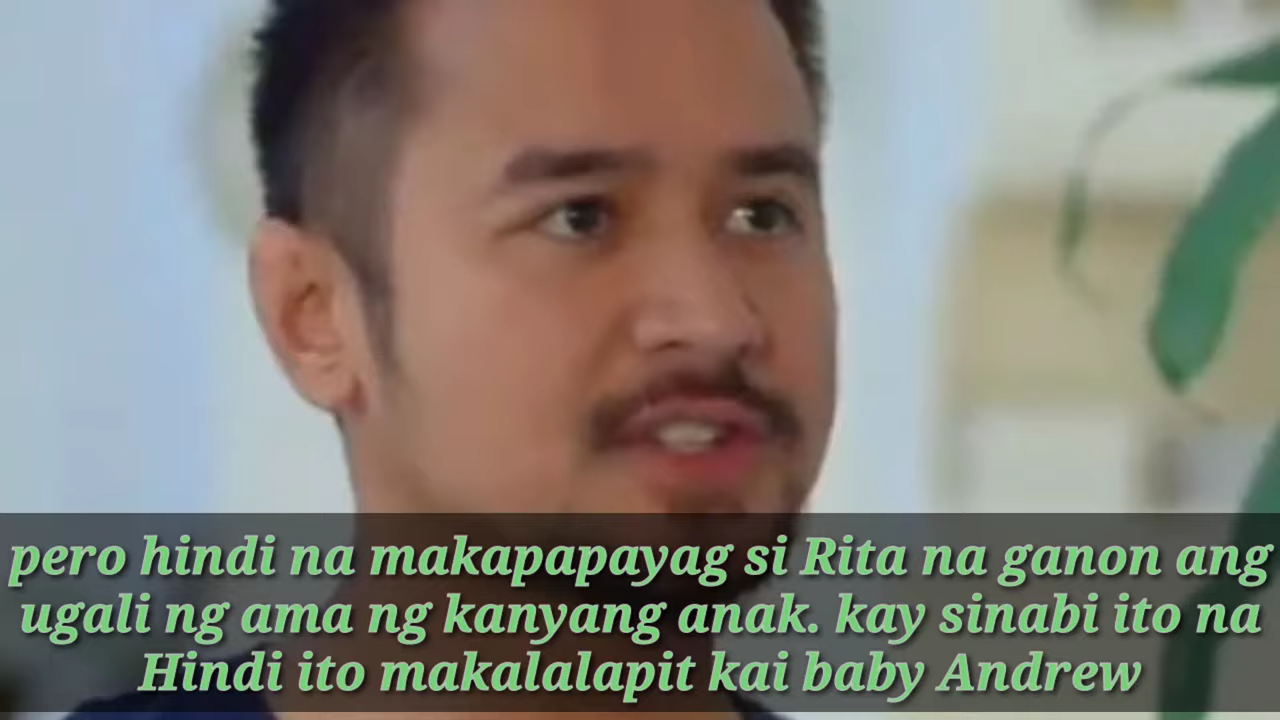 pero hindi na makapapayag si Rita na ganon ang
ugali ng ama ng kanyang anak. kay sinabi ito na
Hindi ito makalalapit kai baby Andrew